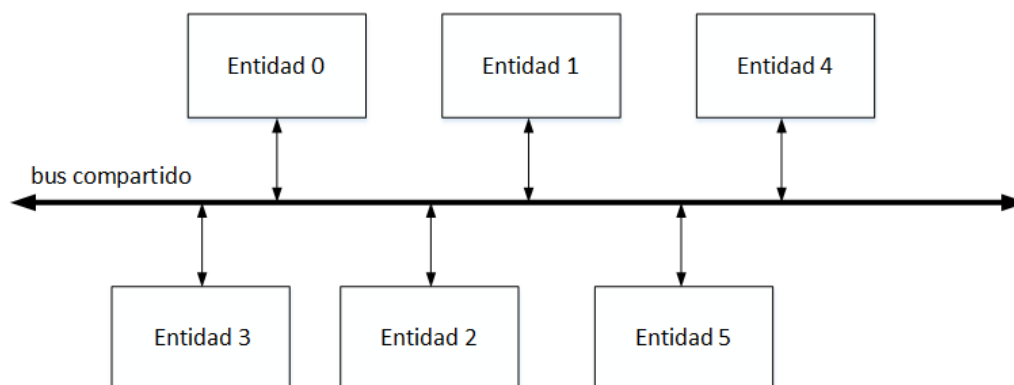 Entidad 0
Entidad 1
Entidad 4
bus compartido
Entidad 3
Entidad 2
Entidad 5